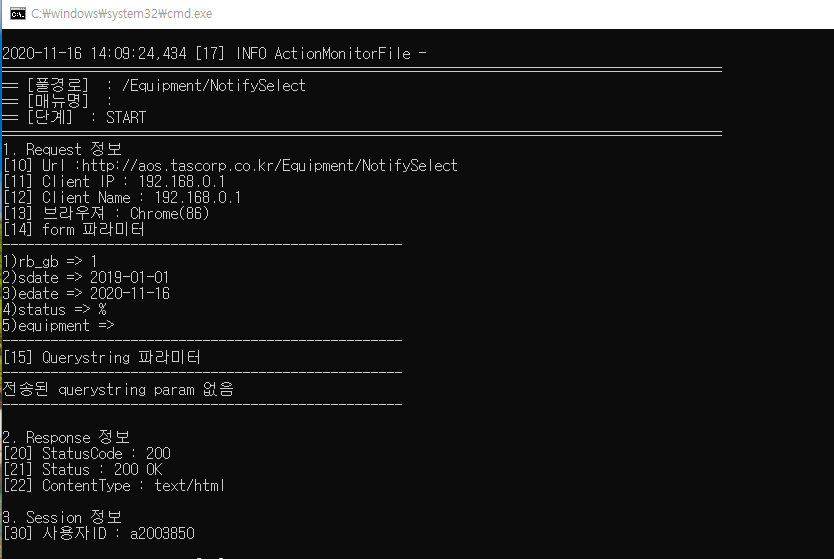 C:₩windows₩system32₩cmd.exe
2020-11-16 14:09:24,434 [17] INFO ActionMonitorFile -
== [풀경로]  : /Equipment/NotifySelect
== [매뉴명]  :
== [단계]  : START
1. Request 정보
[10] Url :http://aos.tascorp.co.kr/Equipment/NotifySelect
[11] Client IP : 192.168.0.1
[12] Client Name : 192.168.0.1
[13] 브라우져 : Chrome(86)
[14] form 파라미터
--------------------------------------------------
1)rb_gb => 1
2)sdate => 2019-01-01
3)edate => 2020-11-16
4)status => %
5)equipment =>
--------------------------------------------------
[15] Querystring 파라미터
--------------------------------------------------
전송된 querystring param 없음
--------------------------------------------------
2. Response 정보
[20] StatusCode : 200
[21] Status : 200 OK
[22] ContentType : text/html
3. Session 정보
[30] 사용자ID : a2003850